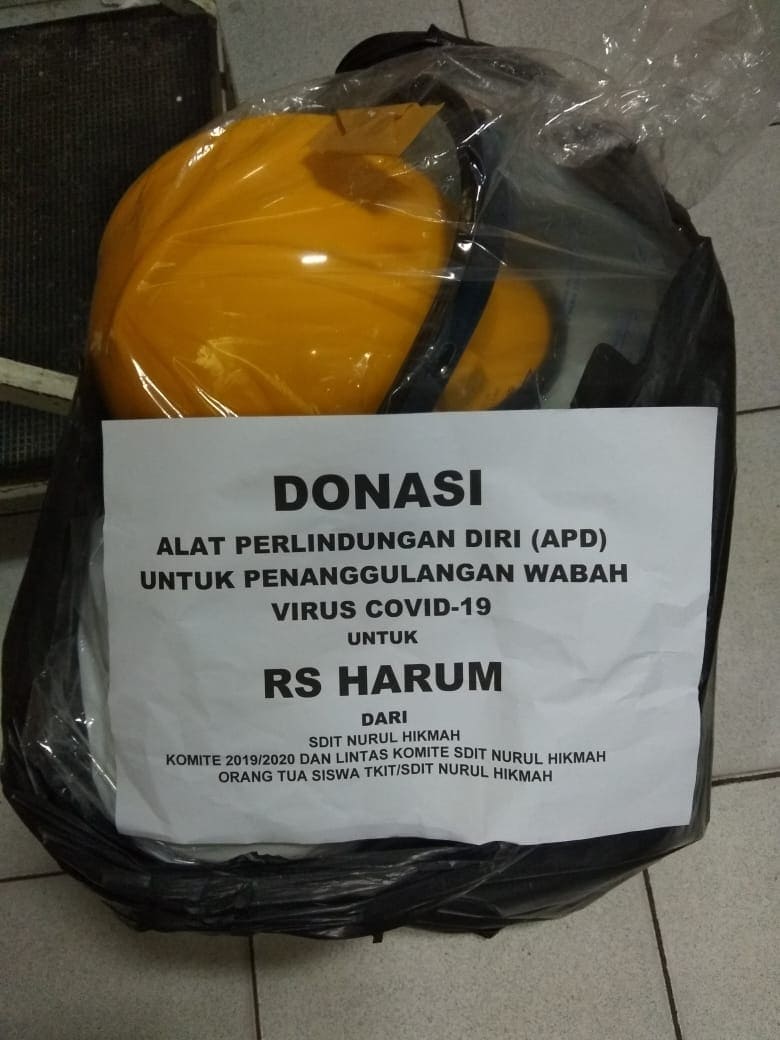 DONASI
ALAT PERLINDUNGAN DIRI (APD)
UNTUK PENANGGULANGAN WABAH
VIRUS COVID-19
UNTUK
RS HARUM
DARI
SDIT NURUL HIKMAH
KOMITE 2019/2020 DAN LINTAS KOMITE SDIT NURUL HIKMAH
ORANG TUA SISWA TKIT/SDIT NURUL HIKMAH